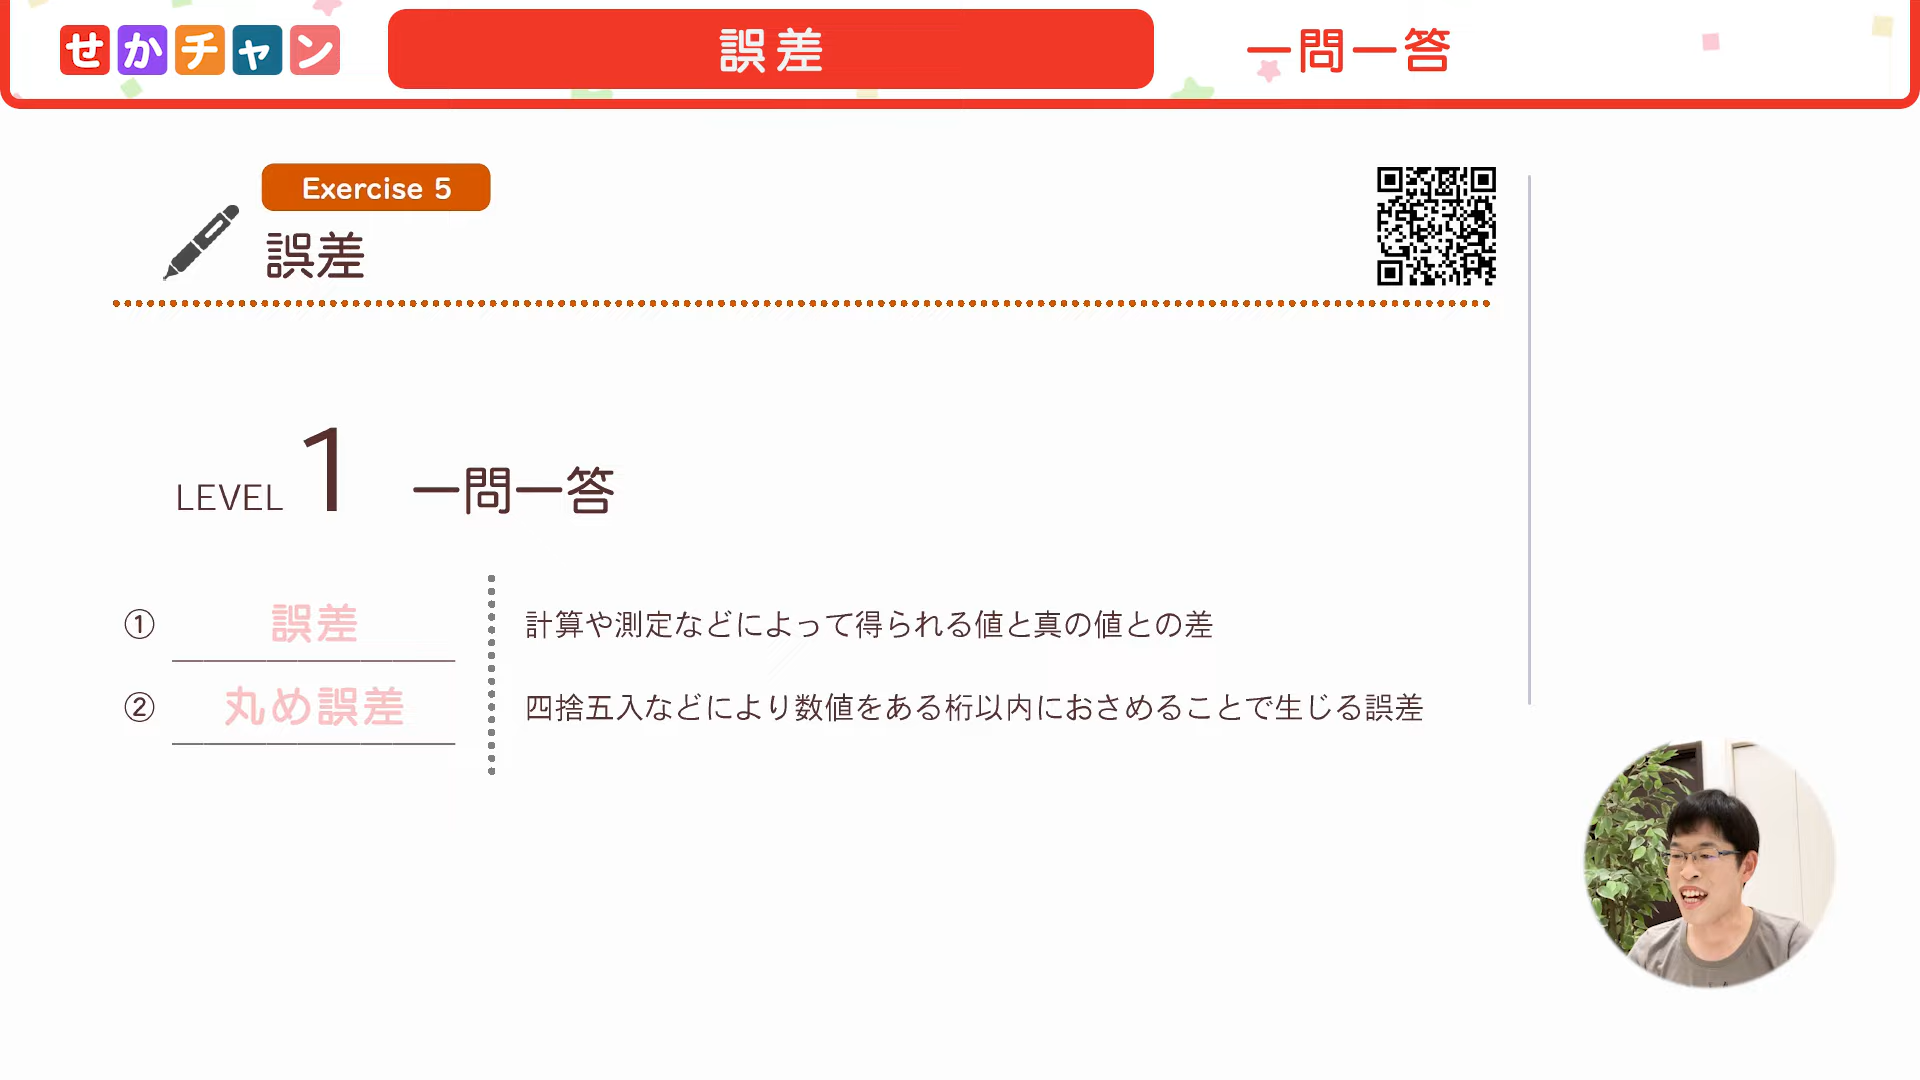 せかチャン
誤差
一問一答
Exercise 5
誤差
LEVEL 1 一問一答
① 誤差 計算や測定などによって得られる値と真の値との差
② 丸め誤差 四捨五入などにより数値をある桁以内におさめることで生じる誤差